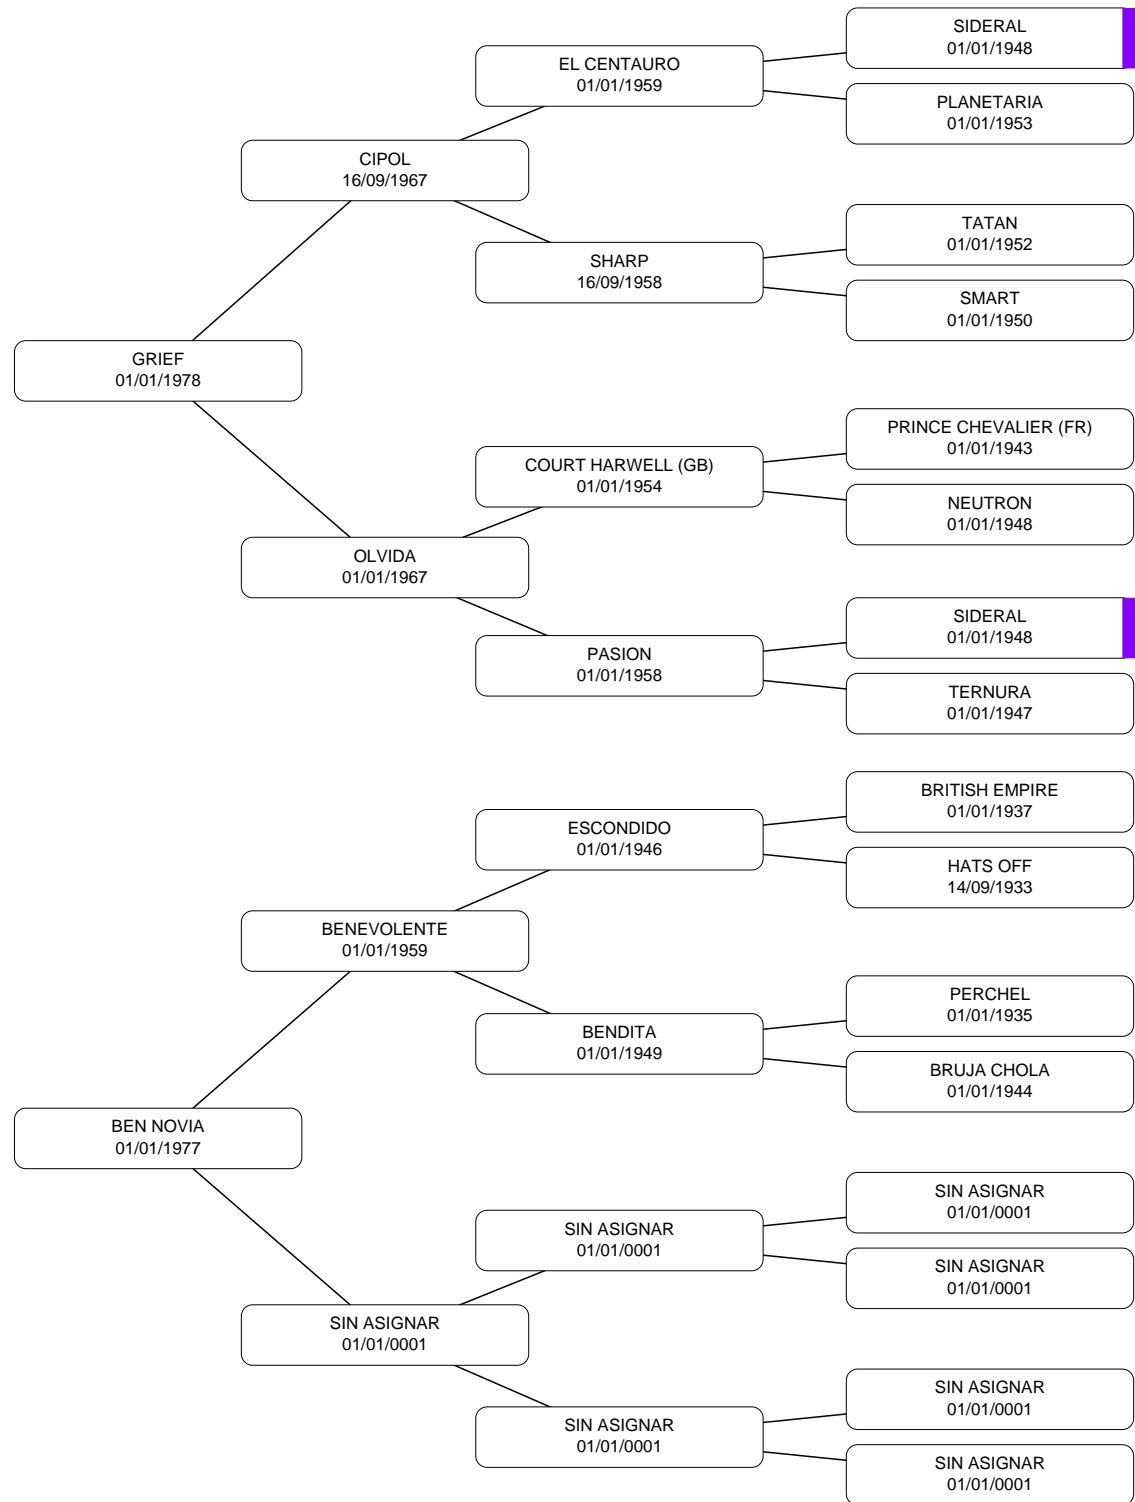 SIDERAL
01/01/1948
EL CENTAURO
01/01/1959
PLANETARIA
01/01/1953
CIPOL
16/09/1967
TATAN
01/01/1952
SHARP
16/09/1958
SMART
01/01/1950
GRIEF
01/01/1978
PRINCE CHEVALIER (FR)
01/01/1943
COURT HARWELL (GB)
01/01/1954
NEUTRON
01/01/1948
OLVIDA
01/01/1967
SIDERAL
01/01/1948
PASION
01/01/1958
TERNURA
01/01/1947
BRITISH EMPIRE
01/01/1937
ESCONDIDO
01/01/1946
HATS OFF
14/09/1933
BENEVOLENTE
01/01/1959
PERCHEL
01/01/1935
BENDITA
01/01/1949
BRUJA CHOLA
01/01/1944
BEN NOVIA
01/01/1977
SIN ASIGNAR
01/01/0001
SIN ASIGNAR
01/01/0001
SIN ASIGNAR
01/01/0001
SIN ASIGNAR
01/01/0001
SIN ASIGNAR
01/01/0001
SIN ASIGNAR
01/01/0001
SIN ASIGNAR
01/01/0001